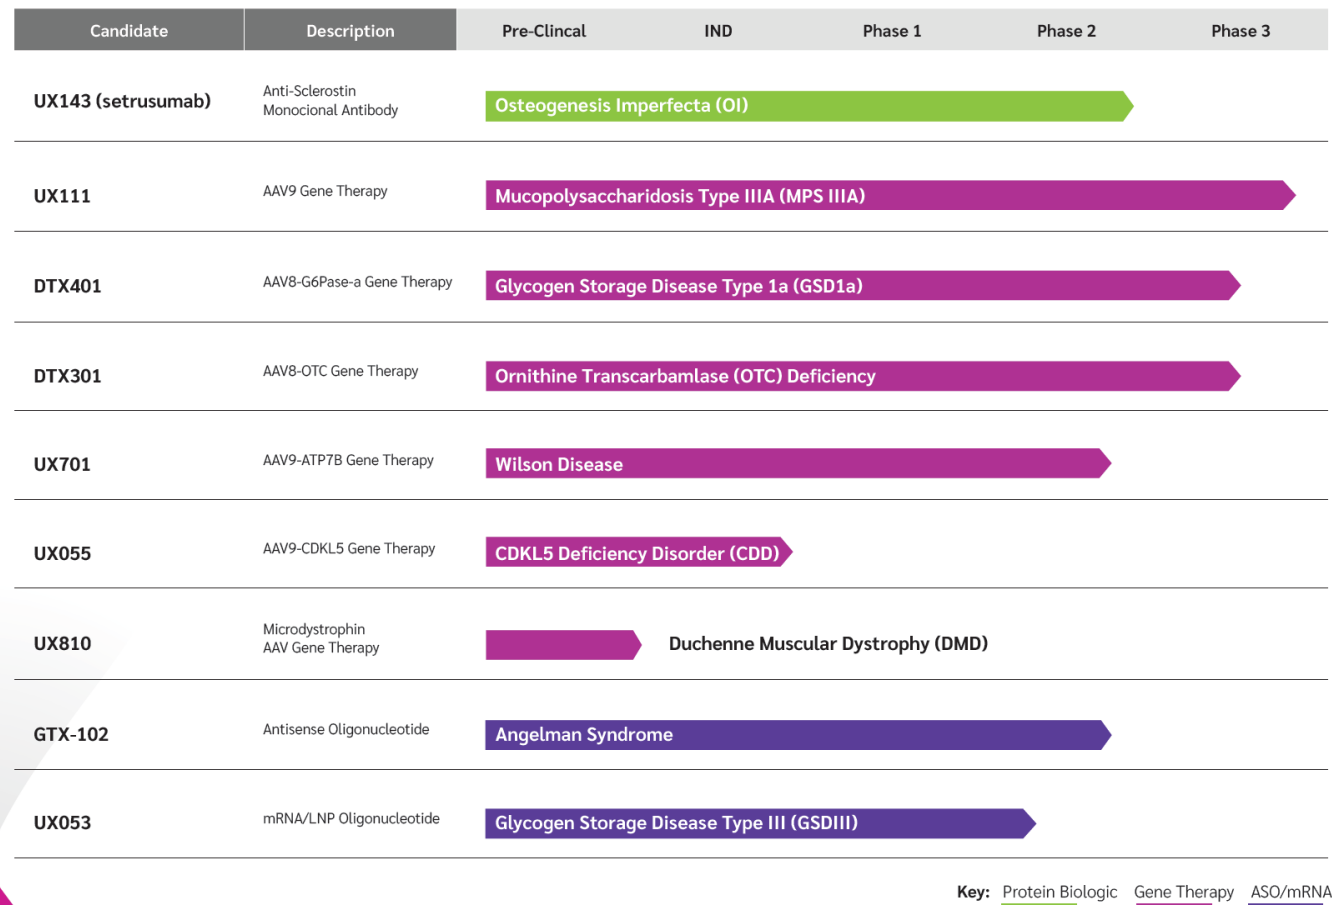 Candidate Description Pre-Clincal IND Phase 1 Phase 2 Phase 3
UX143 (setrusumab)
Anti-Sclerostin
Monocional Antibody
Osteogenesis Imperfecta (OI)
UX111
AAV9 Gene Therapy
Mucopolysaccharidosis Type IIIA (MPS IIIA)
DTX401
AAV8-G6Pase-a Gene Therapy
Glycogen Storage Disease Type 1a (GSD1a)
DTX301
AAV8-OTC Gene Therapy
Ornithine Transcarbamlase (OTC) Deficiency
UX701
AAV9-ATP7B Gene Therapy
Wilson Disease
UX055
AAV9-CDKL5 Gene Therapy
CDKL5 Deficiency Disorder (CDD)
UX810
Microdystrophin
AAV Gene Therapy
Duchenne Muscular Dystrophy (DMD)
GTX-102
Antisense Oligonucleotide
Angelman Syndrome
UX053
mRNA/LNP Oligonucleotide
Glycogen Storage Disease Type III (GSDIII)
Key: Protein Biologic Gene Therapy ASO/mRNA